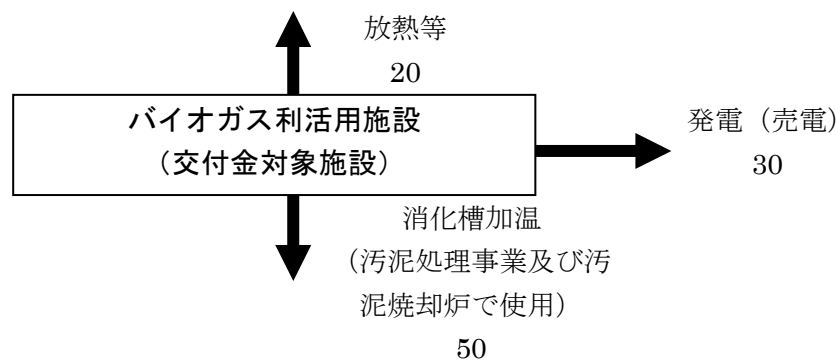 放熱等
20
バイオガス利活用施設
（交付金対象施設）
発電（売電）
30
消化槽加温
（汚泥処理事業及び汚
泥焼却炉で使用）
50